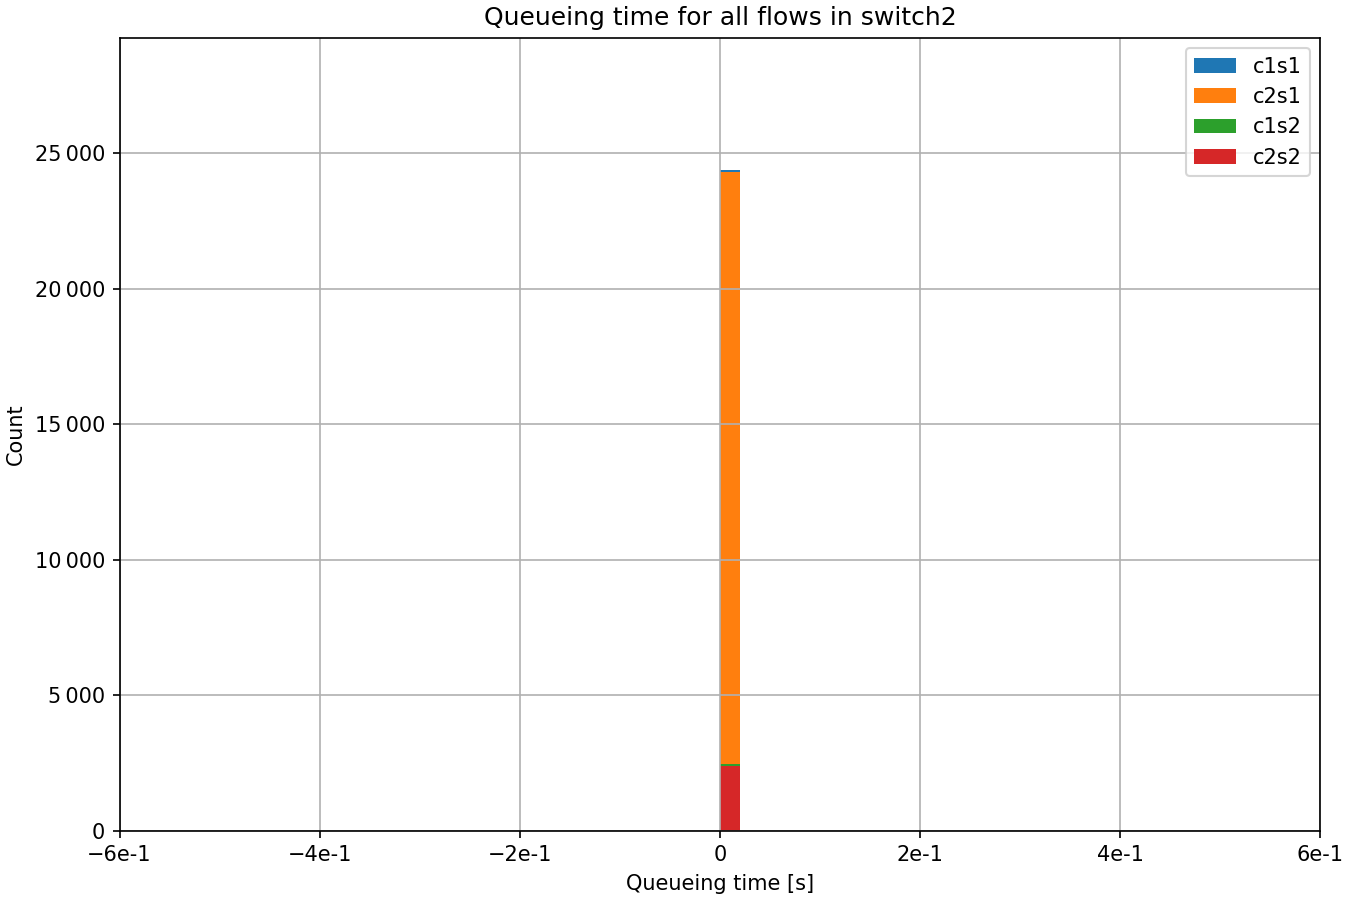 Queueing time for all flows in switch2
c1s1
c2s1
c1s2
c2s2
25 000
20 000
15 000
10 000
5 000
0
Count
−6e-1 −4e-1 −2e-1 0 2e-1 4e-1 6e-1
Queueing time [s]